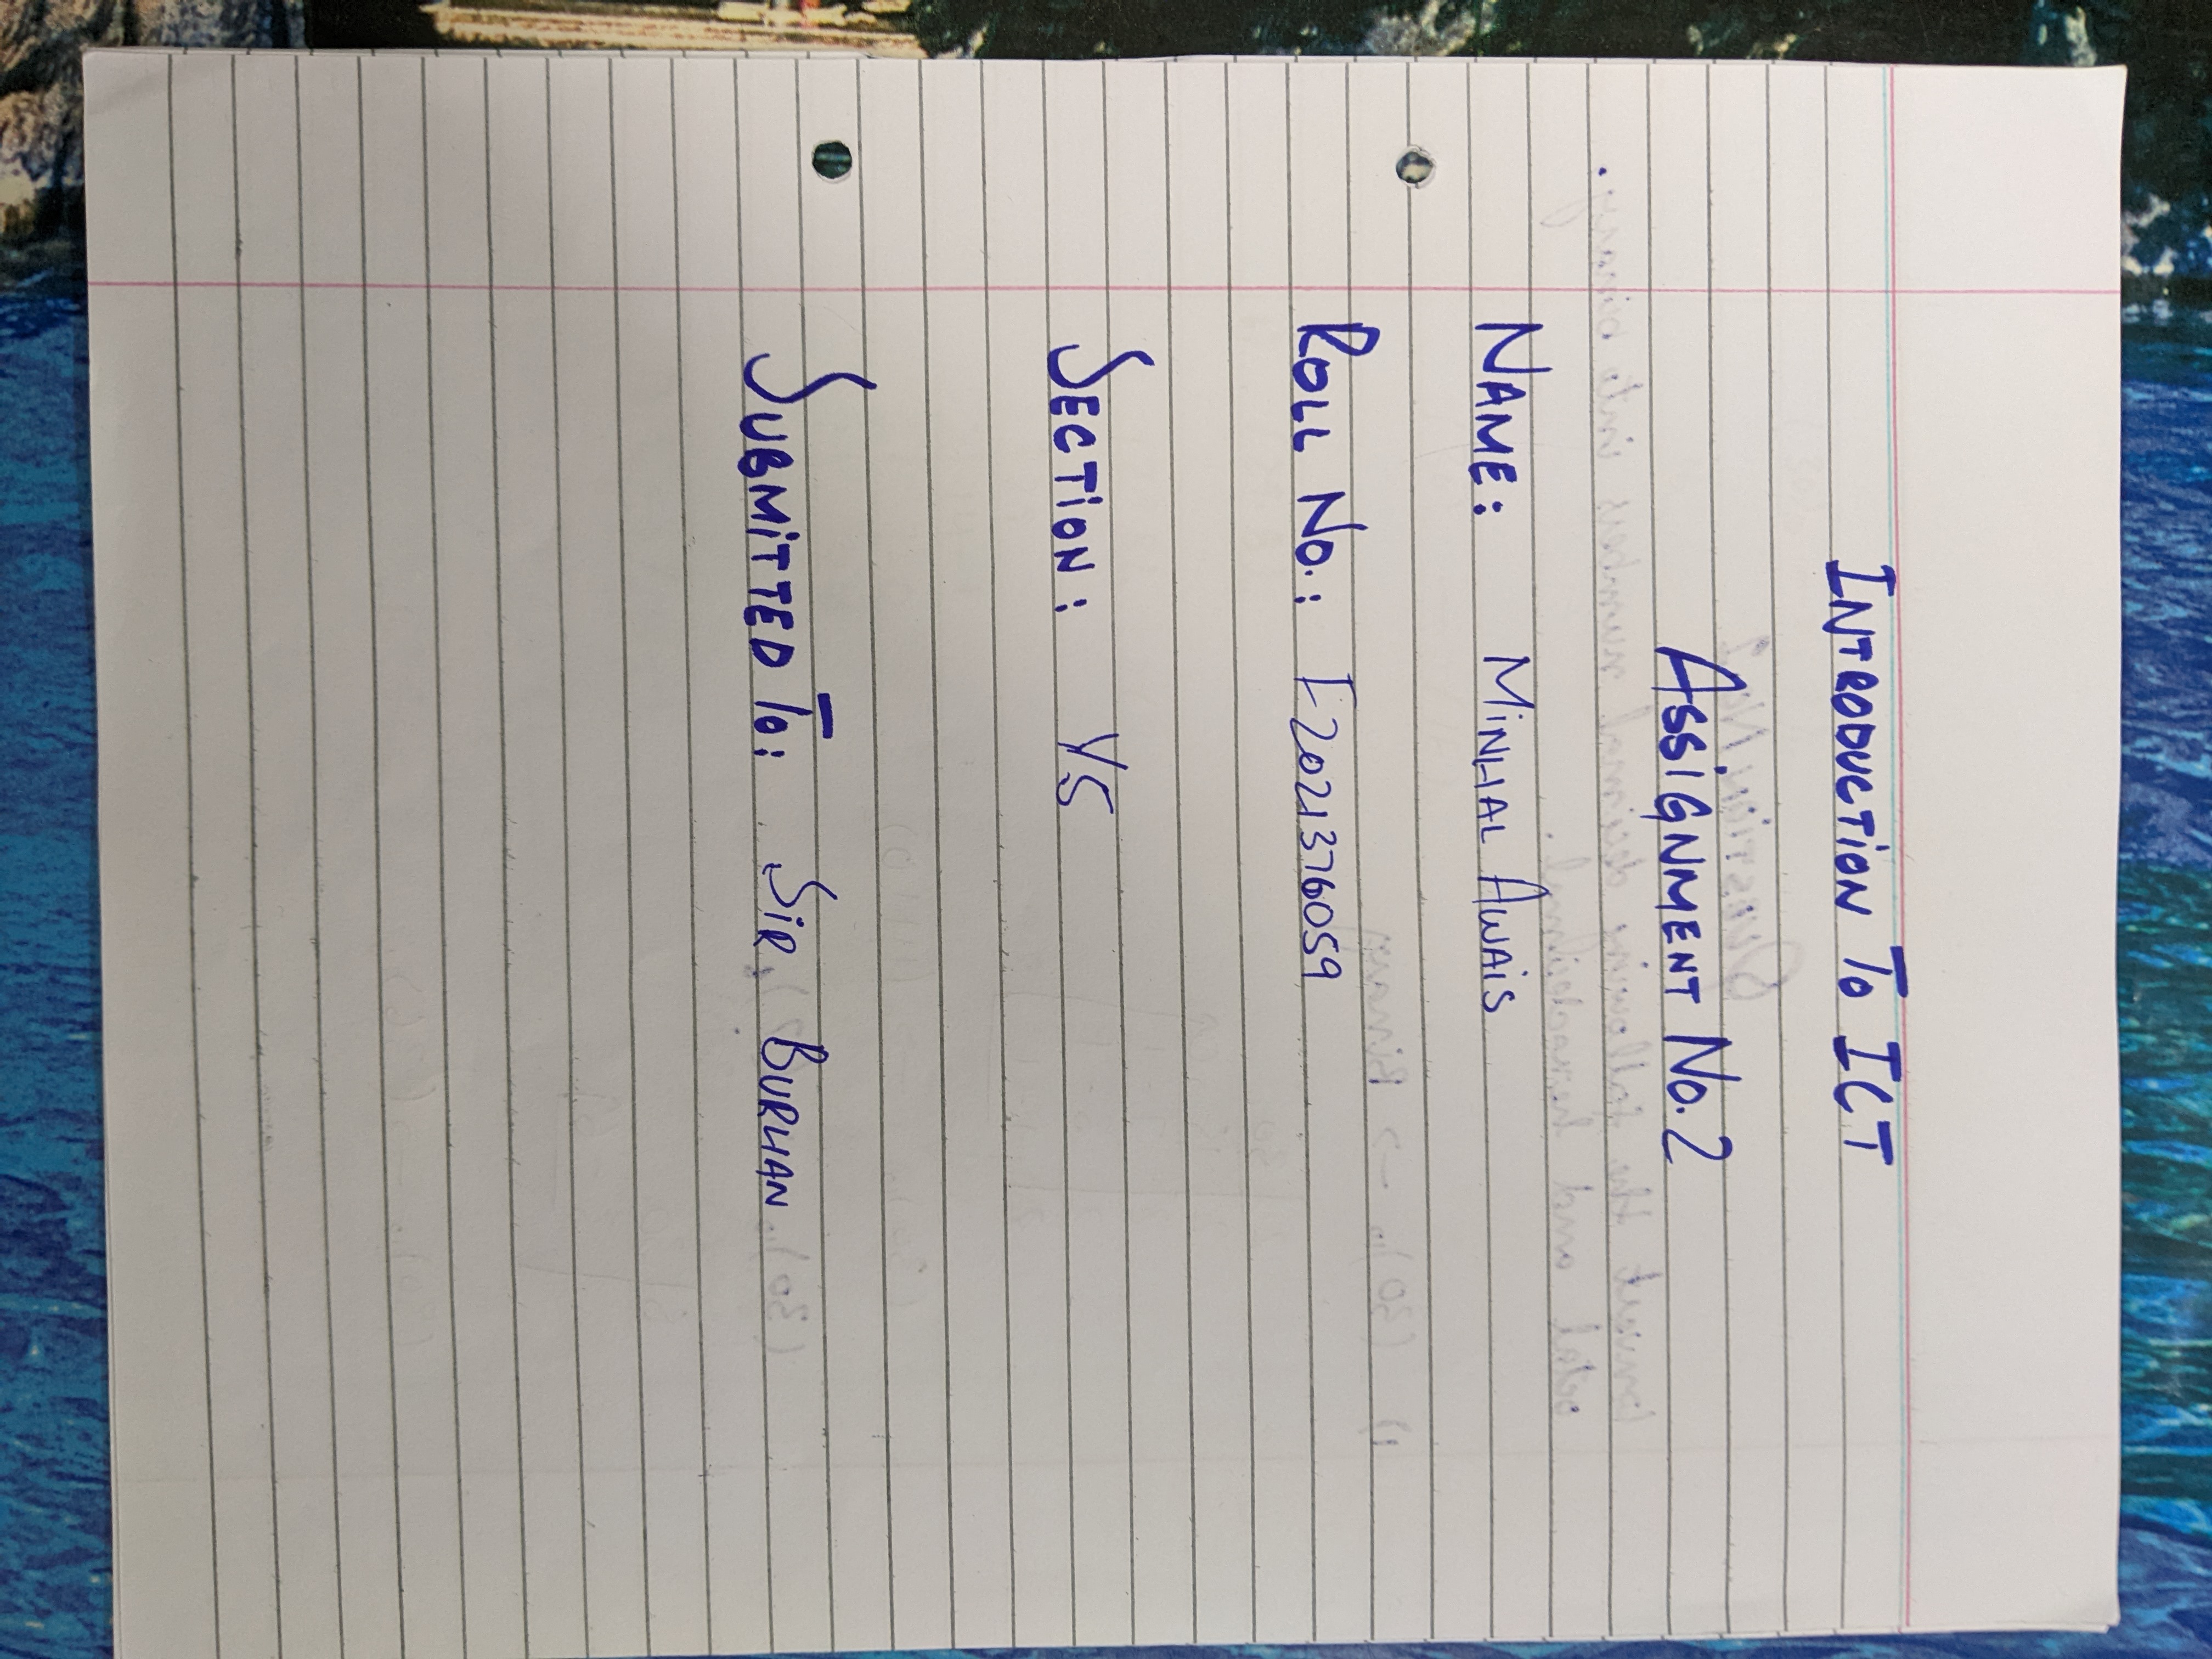 INTRODUCTION TO ICT
ASSIGNMENT NO. 2
NAME: MINHAL AWAIS
ROLL NO.: F2021376059
SECTION: Y5
SUBMITTED TO: SIR BURHAN